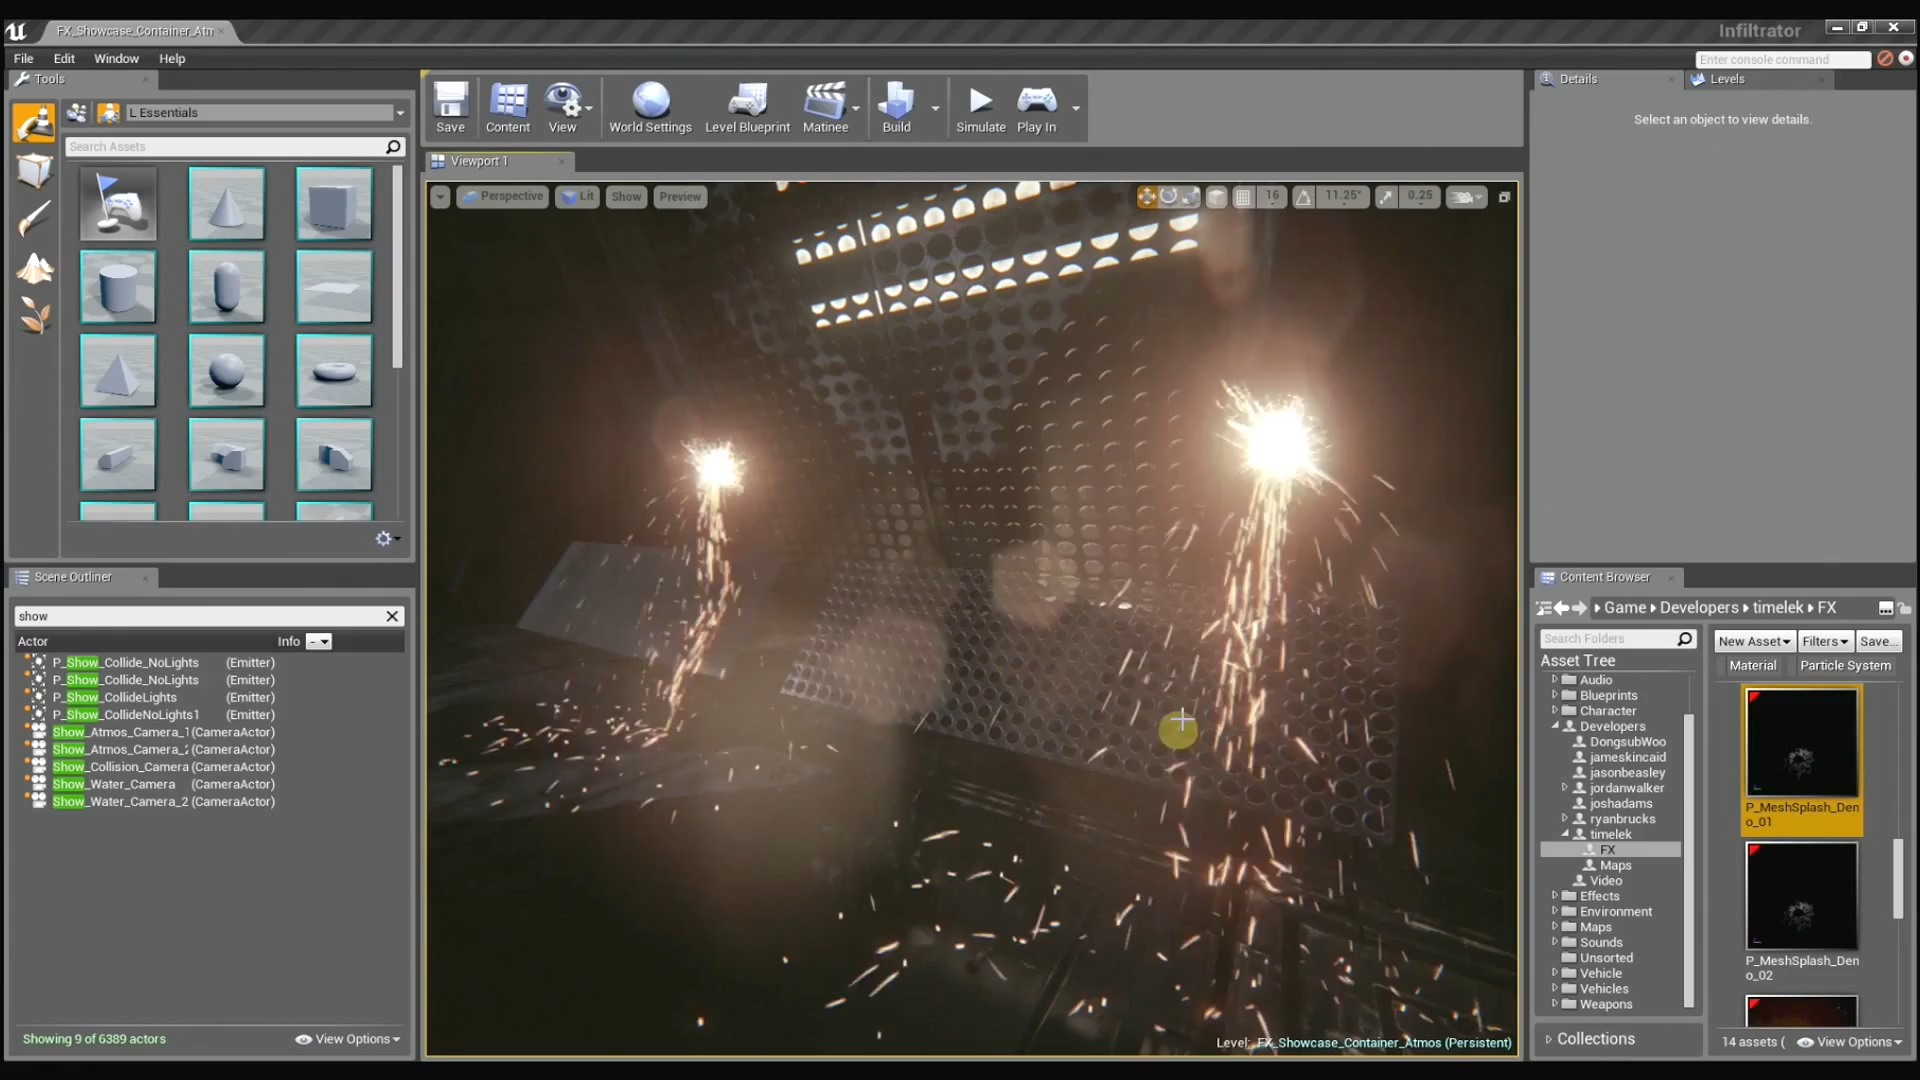 FX_Showcase_Container_Atn
Infiltrator
File Edit Window Help
Enter console command
Tools
L Essentials
Search Assets
Save
Content
View
World Settings
Level Blueprint
Matinee
Build
Simulate
Play In
Details
Levels
Select an object to view details.
Viewport 1
Perspective
Lit
Show
Preview
16
11.25°
0.25
Scene Outliner
show
Actor
Info
P_Show_Collide_NoLights (Emitter)
P_Show_Collide_NoLights (Emitter)
P_Show_CollideLights (Emitter)
P_Show_CollideNoLights1 (Emitter)
Show_Atmos_Camera_1 (CameraActor)
Show_Atmos_Camera_2 (CameraActor)
Show_Collision_Camera (CameraActor)
Show_Water_Camera (CameraActor)
Show_Water_Camera_2 (CameraActor)
Showing 9 of 6389 actors
View Options
Level: FX_Showcase_Container_Atmos (Persistent)
Content Browser
Game Developers timelek FX
Search Folders
New Asset
Filters
Save...
Material
Particle System
Asset Tree
Audio
Blueprints
Character
Developers
DongsubWoo
jameskincaid
jasonbeasley
jordanwalker
joshadams
ryanbrucks
timelek
FX
Maps
Video
Effects
Environment
Maps
Sounds
Unsorted
Vehicle
Vehicles
Weapons
Collections
P_MeshSplash_Den
o_01
P_MeshSplash_Den
o_02
14 assets (
View Options